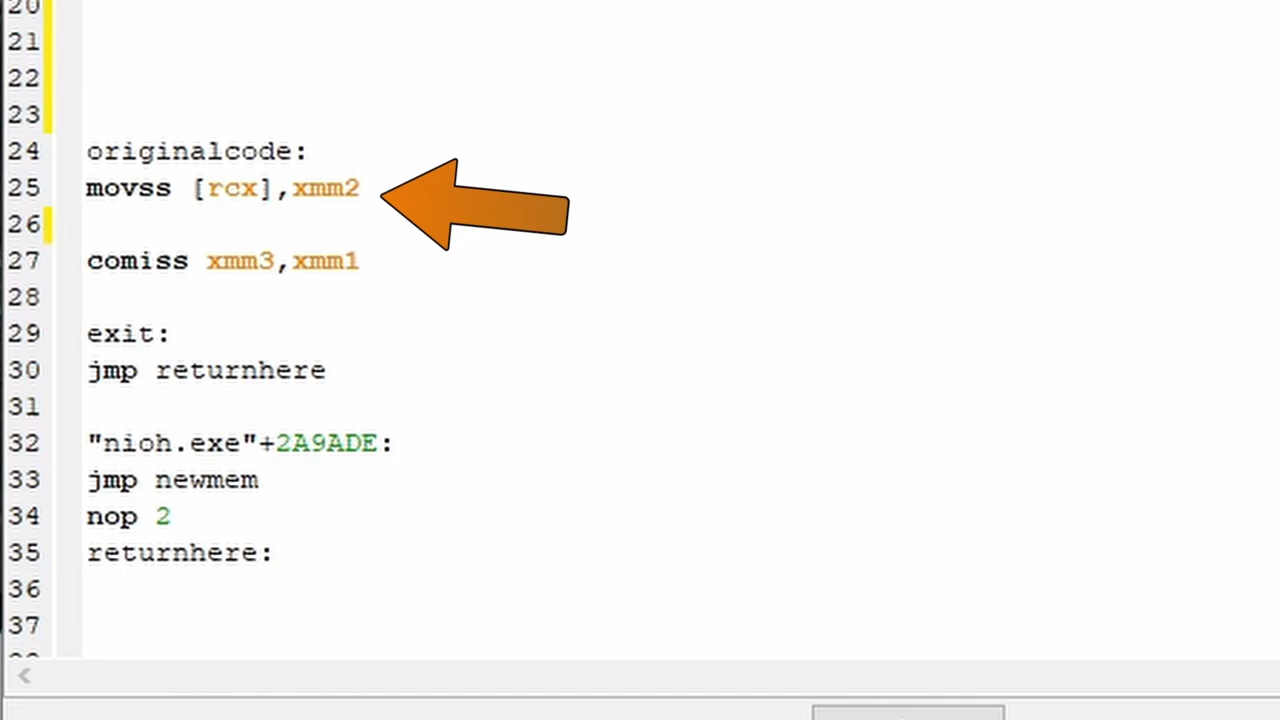 20
21
22
23
24 originalcode:
25 movss [rcx],xmm2
26
27 comiss xmm3,xmm1
28
29 exit:
30 jmp returnhere
31
32 "nioh.exe"+2A9ADE:
33 jmp newmem
34 nop 2
35 returnhere:
36
37